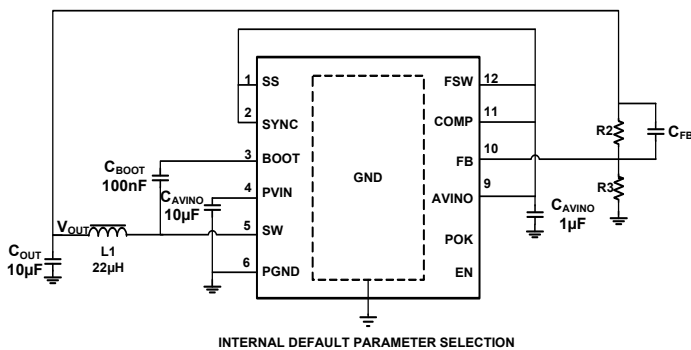 1 SS
FSW 12
2 SYNC
COMP 11
3 BOOT
FB 10
4 PVIN
AVINO 9
5 SW
POK
6 PGND
EN
GND
CBOOT
100nF
CAVINO
10µF
VOUT
COUT
10µF
L1
22µH
R2
CFB
R3
CAVINO
1µF
INTERNAL DEFAULT PARAMETER SELECTION